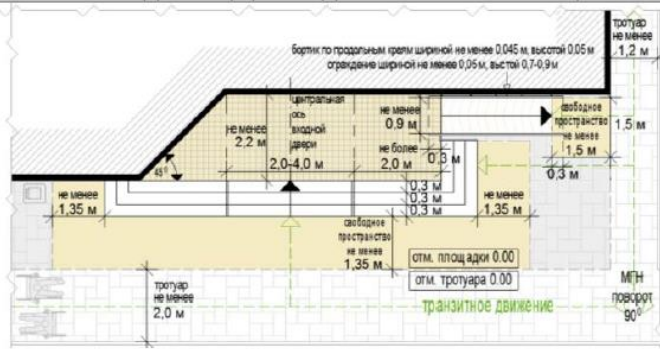 тротуар
не менее
1,2 м
бортик по продольным краям шириной не менее 0.045 м, высотой 0.05 м
ограждение шириной не менее 0,05 м, выстой 0,7-0,9 м
центральная
ось
входной
двери
не менее
2,2 м
не менее
0,9 м
свободное
пространство
не менее
1,5 м
1,5 м
45⁰
2,0-4,0 м
не более
2,0 м
0,3 м
0,3 м
0,3 м
0,3 м
0,3 м
не менее
1,35 м
не менее
1,35 м
свободное
пространство
не менее
1,35 м
отм. площадки 0.00
отм. тротуара 0.00
тротуар
не менее
2,0 м
транзитное движение
МГН
поворот
90⁰